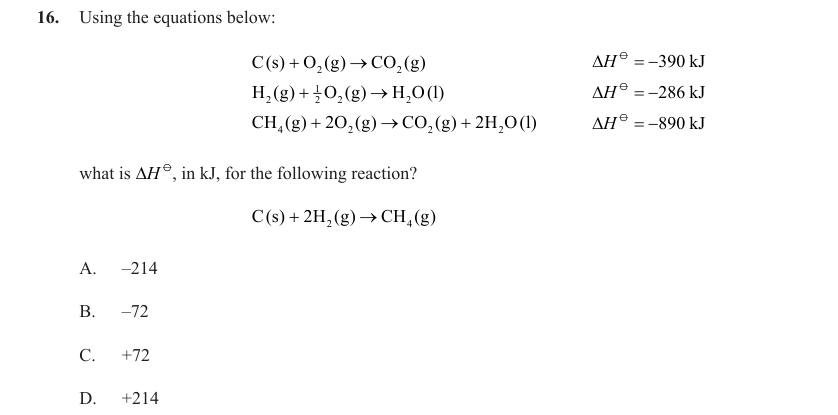 16. Using the equations below:
C(s) + O₂(g) → CO₂(g) ΔH⊖ = –390 kJ
H₂(g) + ½O₂(g) → H₂O(l) ΔH⊖ = –286 kJ
CH₄(g) + 2O₂(g) → CO₂(g) + 2H₂O(l) ΔH⊖ = –890 kJ
what is ΔH⊖, in kJ, for the following reaction?
C(s) + 2H₂(g) → CH₄(g)
A. –214
B. –72
C. +72
D. +214